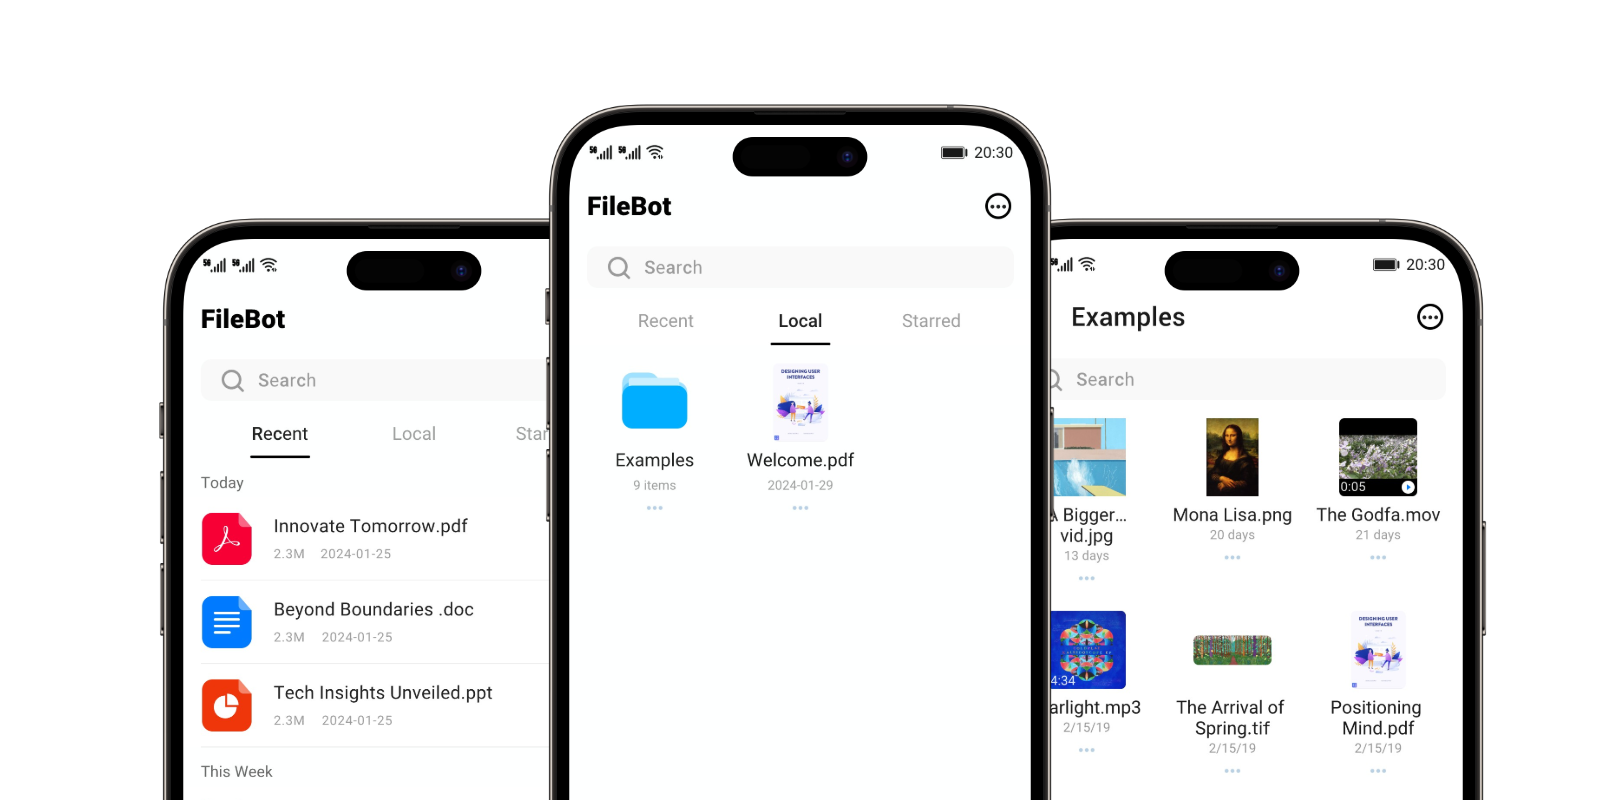 FileBot
Search
Recent
Local
Star
Today
Innovate Tomorrow.pdf
2.3M 2024-01-25
Beyond Boundaries .doc
2.3M 2024-01-25
Tech Insights Unveiled.ppt
2.3M 2024-01-25
This Week
5G 5G 20:30
FileBot
Search
Recent
Local
Starred
DESIGNING USER
INTERFACES
Examples
9 items
Welcome.pdf
2024-01-29
20:30
Examples
Search
Bigger...
vid.jpg
13 days
Mona Lisa.png
20 days
0:05
The Godfa.mov
21 days
4:34
arlight.mp3
2/15/19
The Arrival of
Spring.tif
2/15/19
DESIGNING USER
INTERFACES
Positioning
Mind.pdf
2/15/19